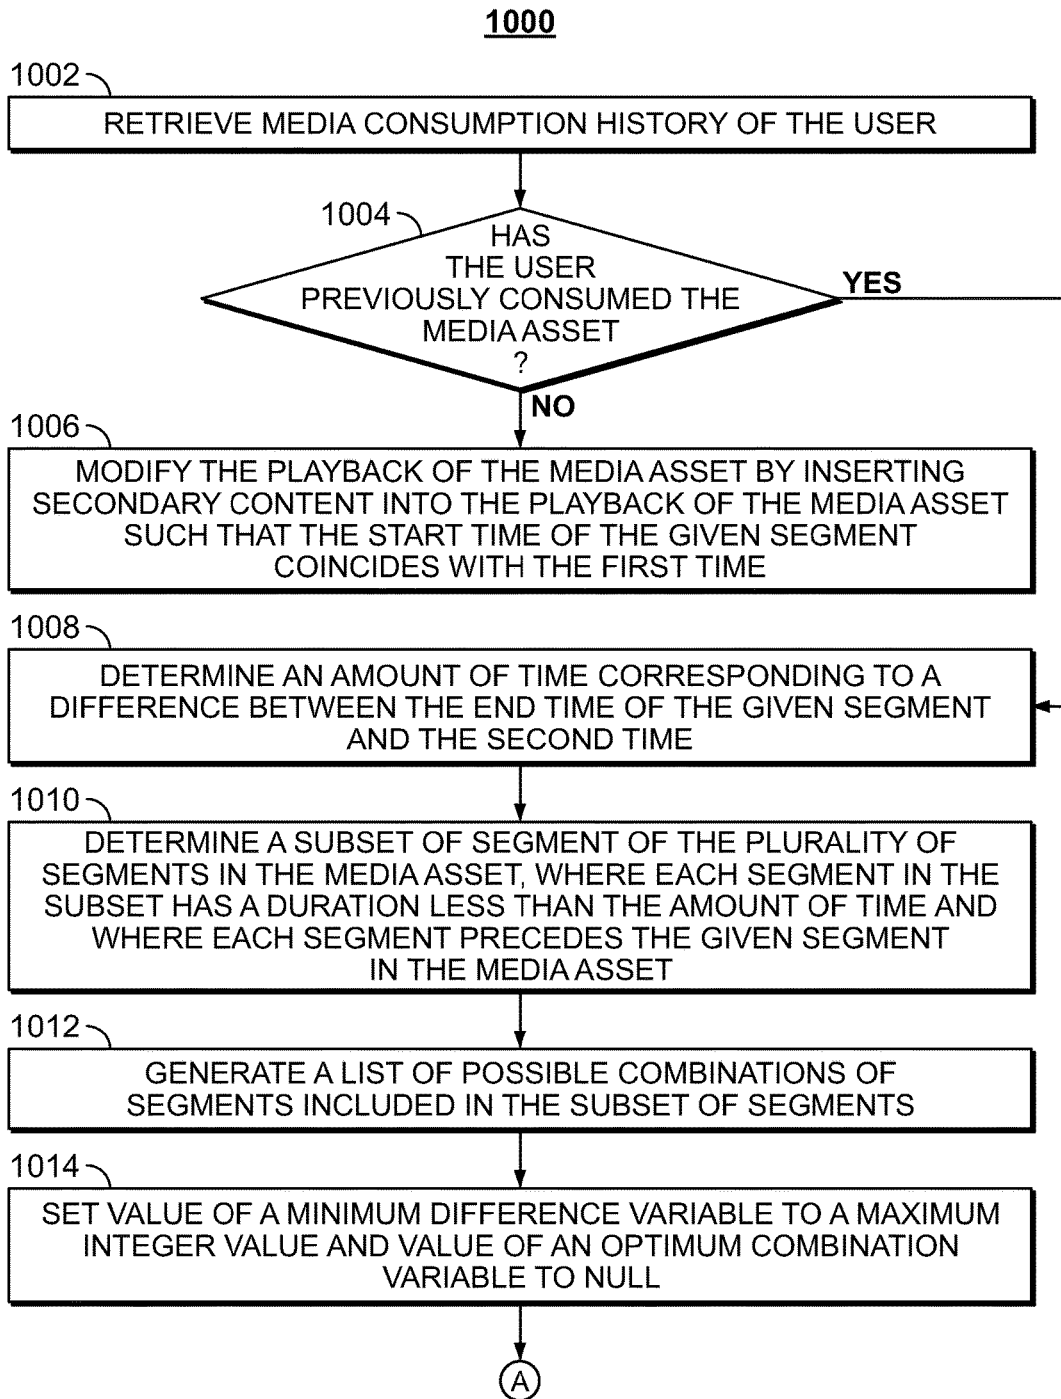 1000
1002
RETRIEVE MEDIA CONSUMPTION HISTORY OF THE USER
1004
HAS
THE USER
PREVIOUSLY CONSUMED THE
MEDIA ASSET
?
YES
NO
1006
MODIFY THE PLAYBACK OF THE MEDIA ASSET BY INSERTING
SECONDARY CONTENT INTO THE PLAYBACK OF THE MEDIA ASSET
SUCH THAT THE START TIME OF THE GIVEN SEGMENT
COINCIDES WITH THE FIRST TIME
1008
DETERMINE AN AMOUNT OF TIME CORRESPONDING TO A
DIFFERENCE BETWEEN THE END TIME OF THE GIVEN SEGMENT
AND THE SECOND TIME
1010
DETERMINE A SUBSET OF SEGMENT OF THE PLURALITY OF
SEGMENTS IN THE MEDIA ASSET, WHERE EACH SEGMENT IN THE
SUBSET HAS A DURATION LESS THAN THE AMOUNT OF TIME AND
WHERE EACH SEGMENT PRECEDES THE GIVEN SEGMENT
IN THE MEDIA ASSET
1012
GENERATE A LIST OF POSSIBLE COMBINATIONS OF
SEGMENTS INCLUDED IN THE SUBSET OF SEGMENTS
1014
SET VALUE OF A MINIMUM DIFFERENCE VARIABLE TO A MAXIMUM
INTEGER VALUE AND VALUE OF AN OPTIMUM COMBINATION
VARIABLE TO NULL
A